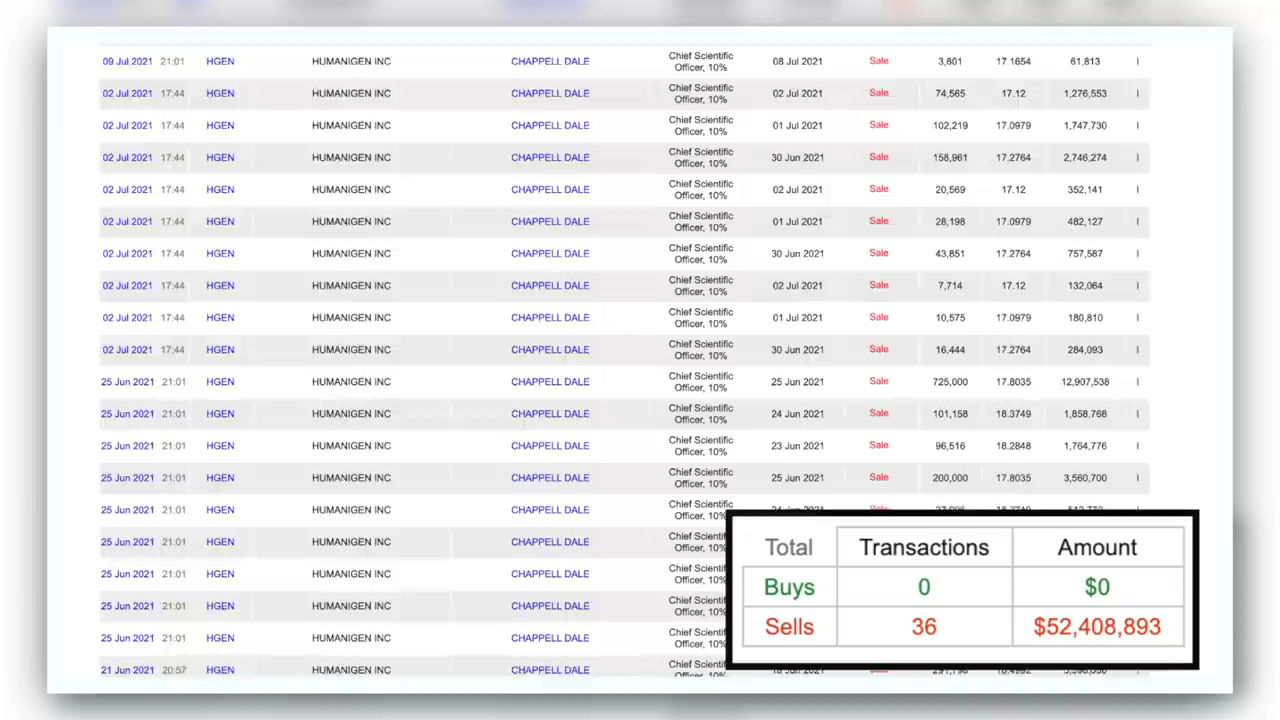 09 Jul 2021 21:01 HGEN HUMANIGEN INC CHAPPELL DALE Chief Scientific Officer, 10% 08 Jul 2021 Sale 3,601 17.1654 61,813 I
02 Jul 2021 17:44 HGEN HUMANIGEN INC CHAPPELL DALE Chief Scientific Officer, 10% 02 Jul 2021 Sale 74,565 17.12 1,276,553 I
02 Jul 2021 17:44 HGEN HUMANIGEN INC CHAPPELL DALE Chief Scientific Officer, 10% 01 Jul 2021 Sale 102,219 17.0979 1,747,730 I
02 Jul 2021 17:44 HGEN HUMANIGEN INC CHAPPELL DALE Chief Scientific Officer, 10% 30 Jun 2021 Sale 158,961 17.2764 2,746,274 I
02 Jul 2021 17:44 HGEN HUMANIGEN INC CHAPPELL DALE Chief Scientific Officer, 10% 02 Jul 2021 Sale 20,569 17.12 352,141 I
02 Jul 2021 17:44 HGEN HUMANIGEN INC CHAPPELL DALE Chief Scientific Officer, 10% 01 Jul 2021 Sale 28,198 17.0979 482,127 I
02 Jul 2021 17:44 HGEN HUMANIGEN INC CHAPPELL DALE Chief Scientific Officer, 10% 30 Jun 2021 Sale 43,851 17.2764 757,587 I
02 Jul 2021 17:44 HGEN HUMANIGEN INC CHAPPELL DALE Chief Scientific Officer, 10% 02 Jul 2021 Sale 7,714 17.12 132,064 I
02 Jul 2021 17:44 HGEN HUMANIGEN INC CHAPPELL DALE Chief Scientific Officer, 10% 01 Jul 2021 Sale 10,575 17.0979 180,810 I
02 Jul 2021 17:44 HGEN HUMANIGEN INC CHAPPELL DALE Chief Scientific Officer, 10% 30 Jun 2021 Sale 16,444 17.2764 284,093 I
25 Jun 2021 21:01 HGEN HUMANIGEN INC CHAPPELL DALE Chief Scientific Officer, 10% 25 Jun 2021 Sale 725,000 17.8035 12,907,538 I
25 Jun 2021 21:01 HGEN HUMANIGEN INC CHAPPELL DALE Chief Scientific Officer, 10% 24 Jun 2021 Sale 101,158 18.3749 1,858,768 I
25 Jun 2021 21:01 HGEN HUMANIGEN INC CHAPPELL DALE Chief Scientific Officer, 10% 23 Jun 2021 Sale 96,516 18.2848 1,764,776 I
25 Jun 2021 21:01 HGEN HUMANIGEN INC CHAPPELL DALE Chief Scientific Officer, 10% 25 Jun 2021 Sale 200,000 17.8035 3,560,700 I
25 Jun 2021 21:01 HGEN HUMANIGEN INC CHAPPELL DALE Chief Scientific Officer, 10%
25 Jun 2021 21:01 HGEN HUMANIGEN INC CHAPPELL DALE Chief Officer, 10%
25 Jun 2021 21:01 HGEN HUMANIGEN INC CHAPPELL DALE Chief Officer, 10%
25 Jun 2021 21:01 HGEN HUMANIGEN INC CHAPPELL DALE Chief Officer, 10%
25 Jun 2021 21:01 HGEN HUMANIGEN INC CHAPPELL DALE Chief Officer, 10%
21 Jun 2021 20:57 HGEN HUMANIGEN INC CHAPPELL DALE Chief Officer, 10%
Total Transactions Amount
Buys 0 $0
Sells 36 $52,408,893